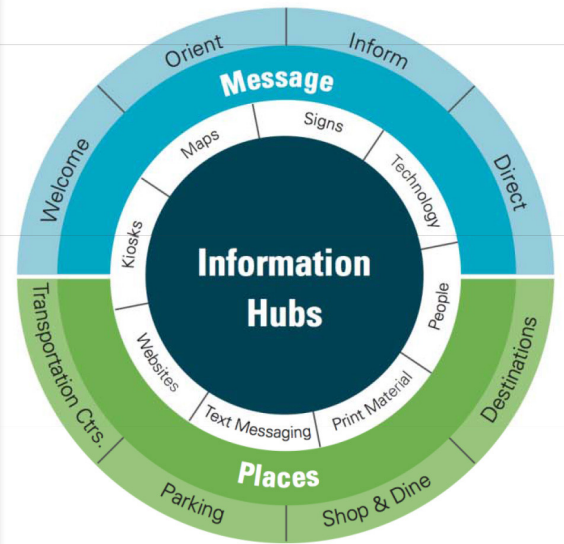 Welcome
Orient
Inform
Direct
Message
Kiosks
Maps
Signs
Technology
People
Information
Hubs
Websites
Text Messaging
Print Material
Places
Transportation Ctrs.
Parking
Shop & Dine
Destinations